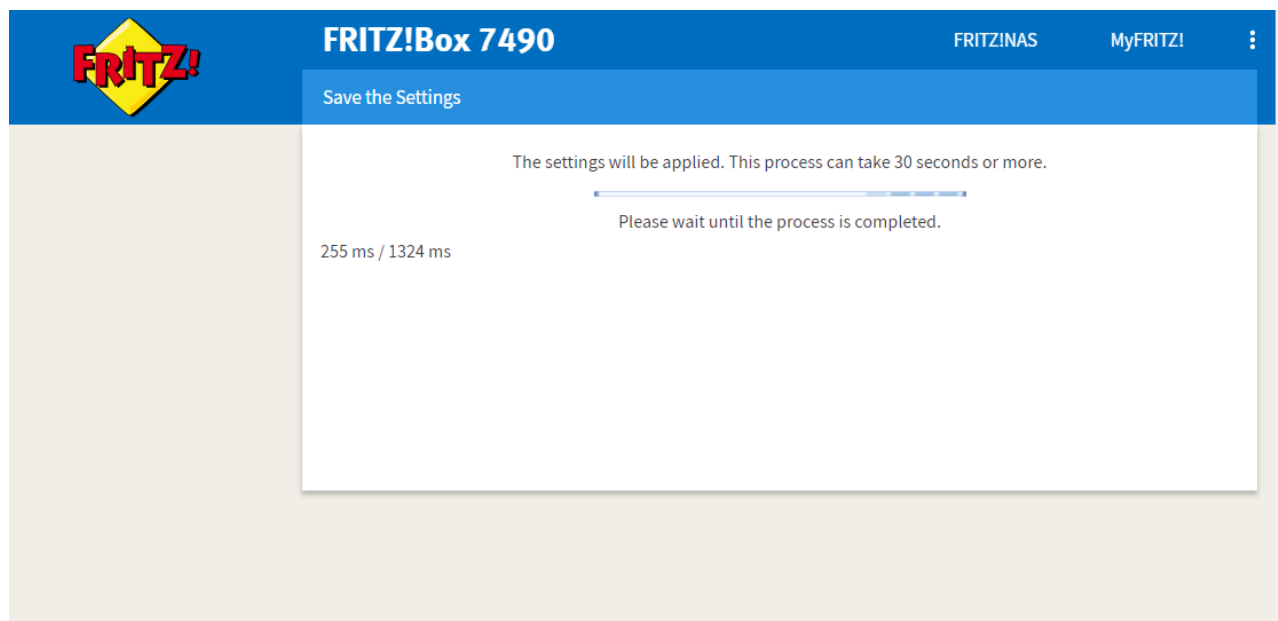 FRITZ!
FRITZ!Box 7490
FRITZ!NAS
MyFRITZ!
Save the Settings
The settings will be applied. This process can take 30 seconds or more.
Please wait until the process is completed.
255 ms / 1324 ms